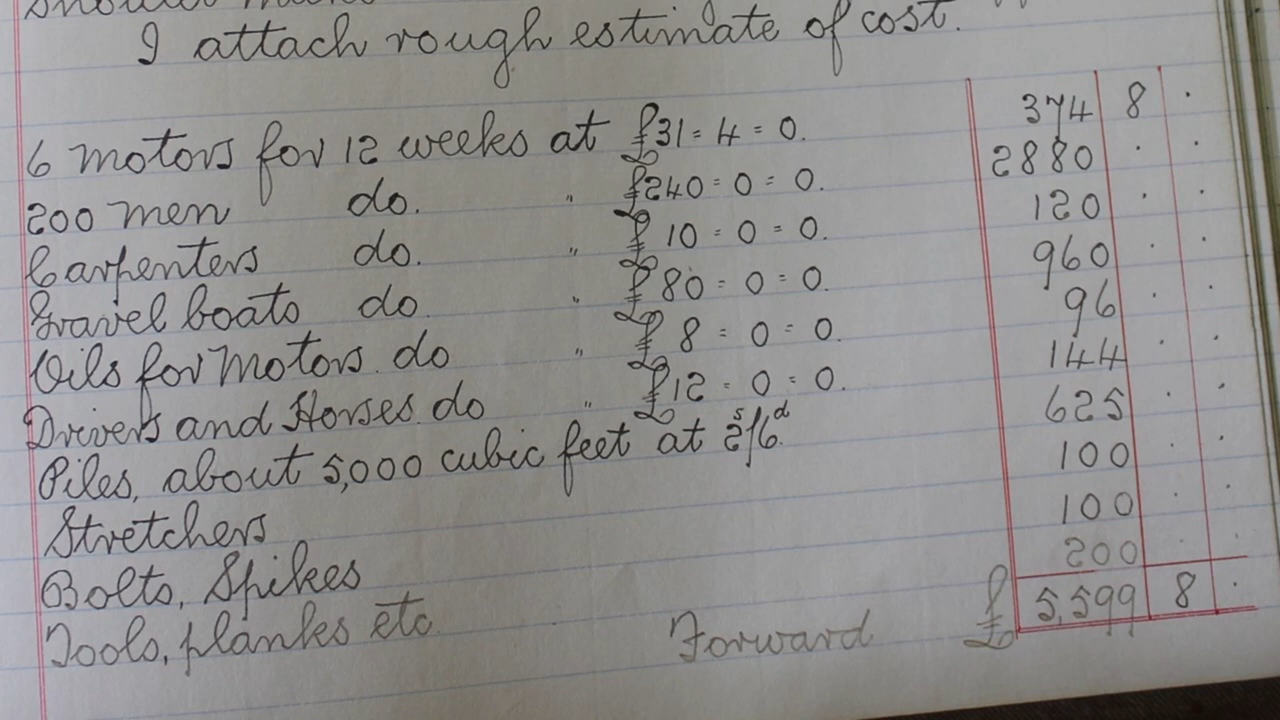 I attach rough estimate of cost.
6 motors for 12 weeks at £31=4=0. 374 8 .
200 men do. " £240=0=0. 2880 . .
Carpenters do. " £10=0=0. 120 . .
Gravel boats do " £80=0=0. 960 . .
Oils for Motors do " £8=0=0. 96 . .
Drivers and Horses do " £12=0=0. 144 . .
Piles, about 5,000 cubic feet at 2s/6d. 625 . .
Stretchers 100 . .
Bolts, Spikes 100 . .
Tools, planks etc 200 . .
Forward £ 5,599 8 .